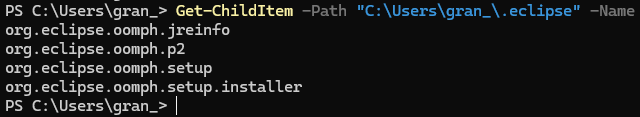 PS C:\Users\gran_> Get-ChildItem -Path "C:\Users\gran_\.eclipse" -Name
org.eclipse.oomph.jreinfo
org.eclipse.oomph.p2
org.eclipse.oomph.setup
org.eclipse.oomph.setup.installer
PS C:\Users\gran_>